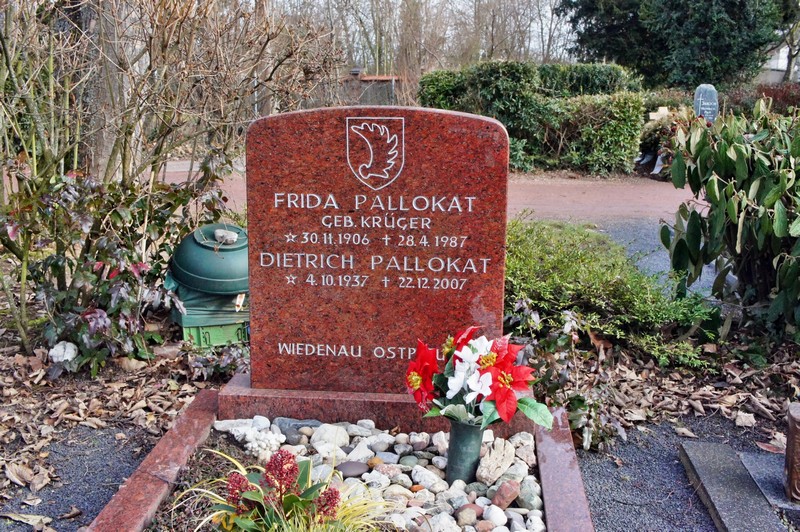 FRIDA PALLOKAT
GEB. KRÜGER
☆ 30.11.1906 ✝ 28.4.1987
DIETRICH PALLOKAT
☆ 4.10.1937 ✝ 22.12.2007
WIEDENAU